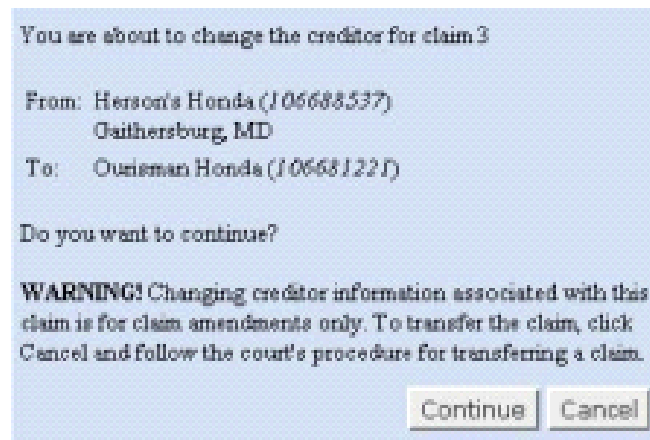 You are about to change the creditor for claim 3
From: Herson's Honda (106688537)
Gaithersburg, MD
To: Ourisman Honda (106681221)
Do you want to continue?
WARNING! Changing creditor information associated with this
claim is for claim amendments only. To transfer the claim, click
Cancel and follow the court's procedure for transferring a claim.
Continue Cancel